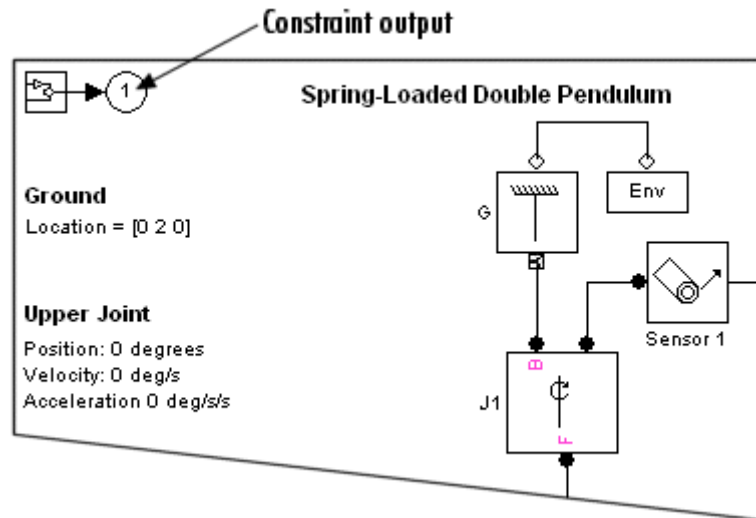 Constraint output
1
Spring-Loaded Double Pendulum
Env
Ground
G
Location = [0 2 0]
Upper Joint
Sensor 1
Position: 0 degrees
Velocity: 0 deg/s
B
Acceleration 0 deg/s/s
J1
F